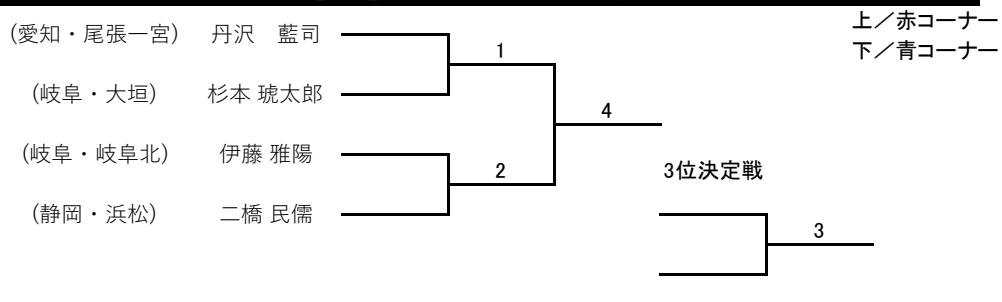 上／赤コーナー
(愛知・尾張一宮) 丹沢　藍司
下／青コーナー
1
(岐阜・大垣) 杉本 琥太郎
4
(岐阜・岐阜北) 伊藤 雅陽
2
3位決定戦
(静岡・浜松) 二橋 民儒
3